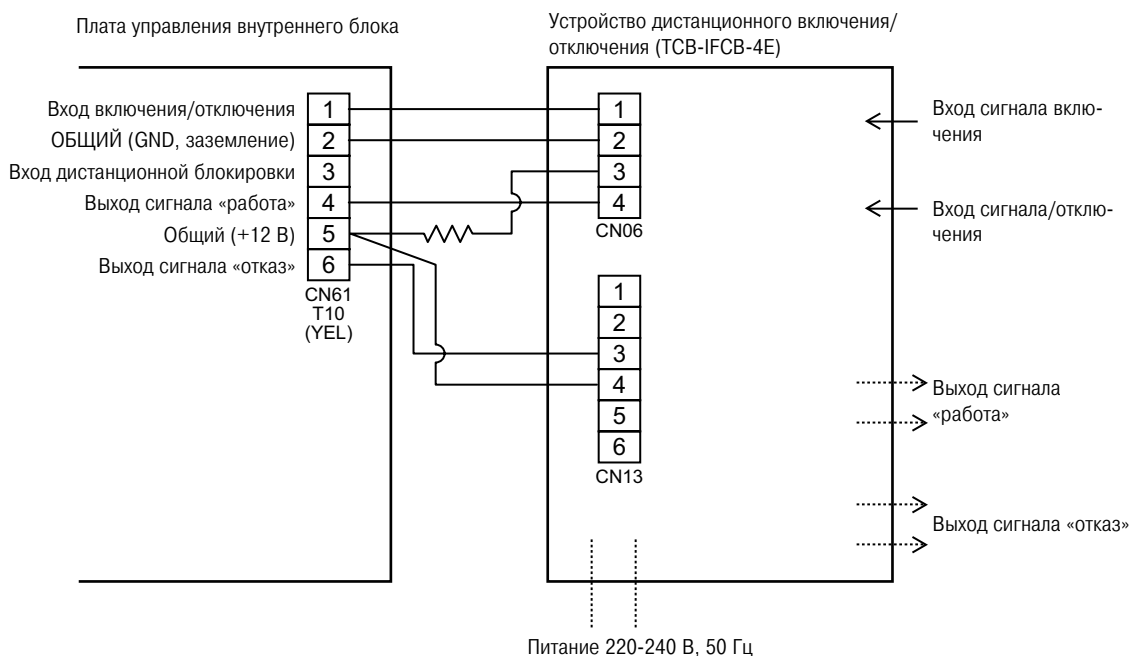 Плата управления внутреннего блока
Устройство дистанционного включения/
отключения (TCB-IFCB-4E)
Вход включения/отключения
ОБЩИЙ (GND, заземление)
Вход дистанционной блокировки
Выход сигнала «работа»
Общий (+12 В)
Выход сигнала «отказ»
1
2
3
4
5
6
CN61
T10
(YEL)
1
2
3
4
CN06
1
2
3
4
5
6
CN13
Вход сигнала вклю-
чения
Вход сигнала/отклю-
чения
Выход сигнала
«работа»
Выход сигнала «отказ»
Питание 220-240 В, 50 Гц